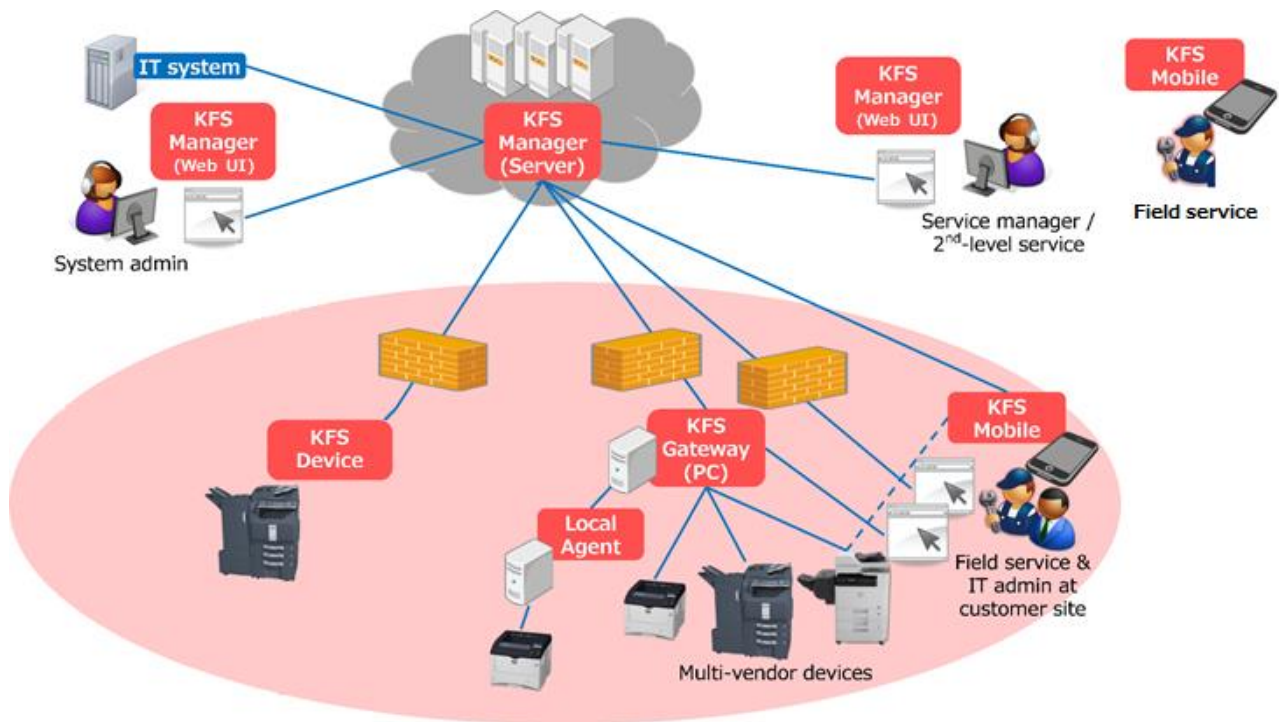 IT system
KFS
Manager
(Web UI)
System admin
KFS
Manager
(Server)
KFS
Manager
(Web UI)
Service manager /
2nd-level service
KFS
Mobile
Field service
KFS
Device
KFS
Gateway
(PC)
Local
Agent
KFS
Mobile
Field service &
IT admin at
customer site
Multi-vendor devices